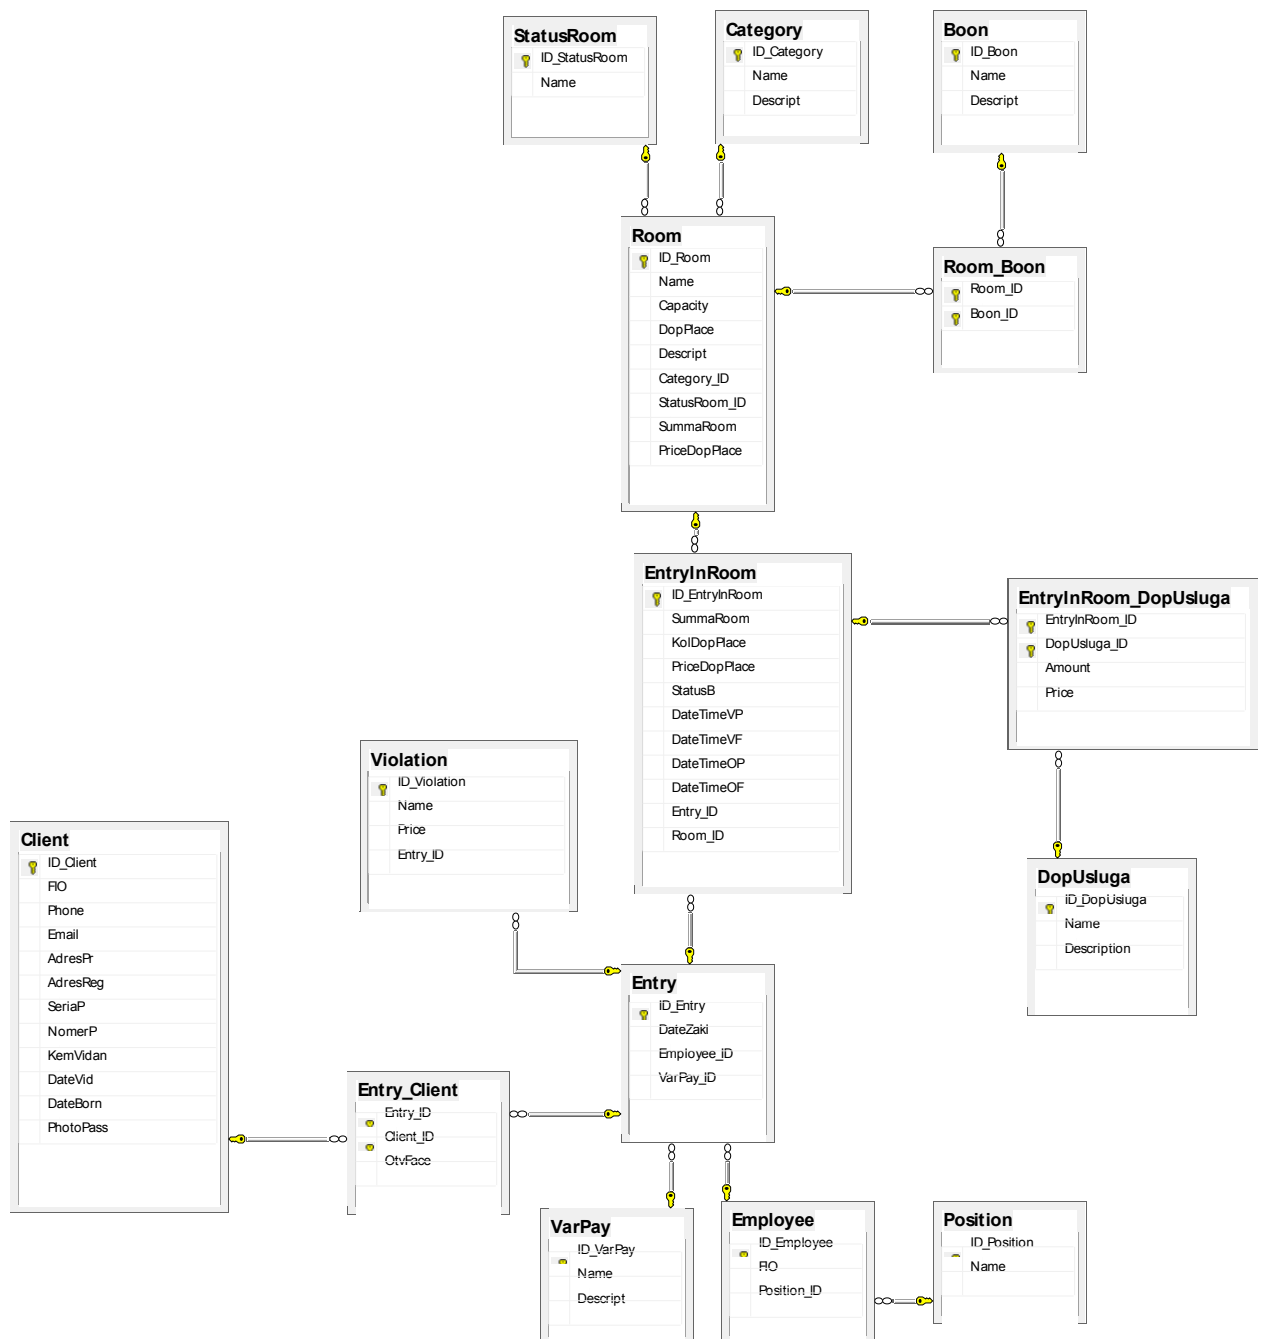 StatusRoom
ID_StatusRoom
Name
Category
ID_Category
Name
Descript
Boon
ID_Boon
Name
Descript
Room
ID_Room
Name
Capacity
DopPlace
Descript
Category_ID
StatusRoom_ID
SummaRoom
PriceDopPlace
Room_Boon
Room_ID
Boon_ID
EntryInRoom
ID_EntryInRoom
SummaRoom
KolDopPlace
PriceDopPlace
StatusB
DateTimeVP
DateTimeVF
DateTimeOP
DateTimeOF
Entry_ID
Room_ID
EntryInRoom_DopUsluga
EntryInRoom_ID
DopUsluga_ID
Amount
Price
Violation
ID_Violation
Name
Price
Entry_ID
Client
ID_Client
FIO
Phone
Email
AdresPr
AdresReg
SeriaP
NomerP
KemVidan
DateVid
DateBorn
PhotoPass
DopUsluga
ID_DopUsluga
Name
Description
Entry
ID_Entry
DateZakl
Employee_ID
VarPay_ID
Entry_Client
Entry_ID
Client_ID
OtvFace
VarPay
ID_VarPay
Name
Descript
Employee
ID_Employee
FIO
Position_ID
Position
ID_Position
Name